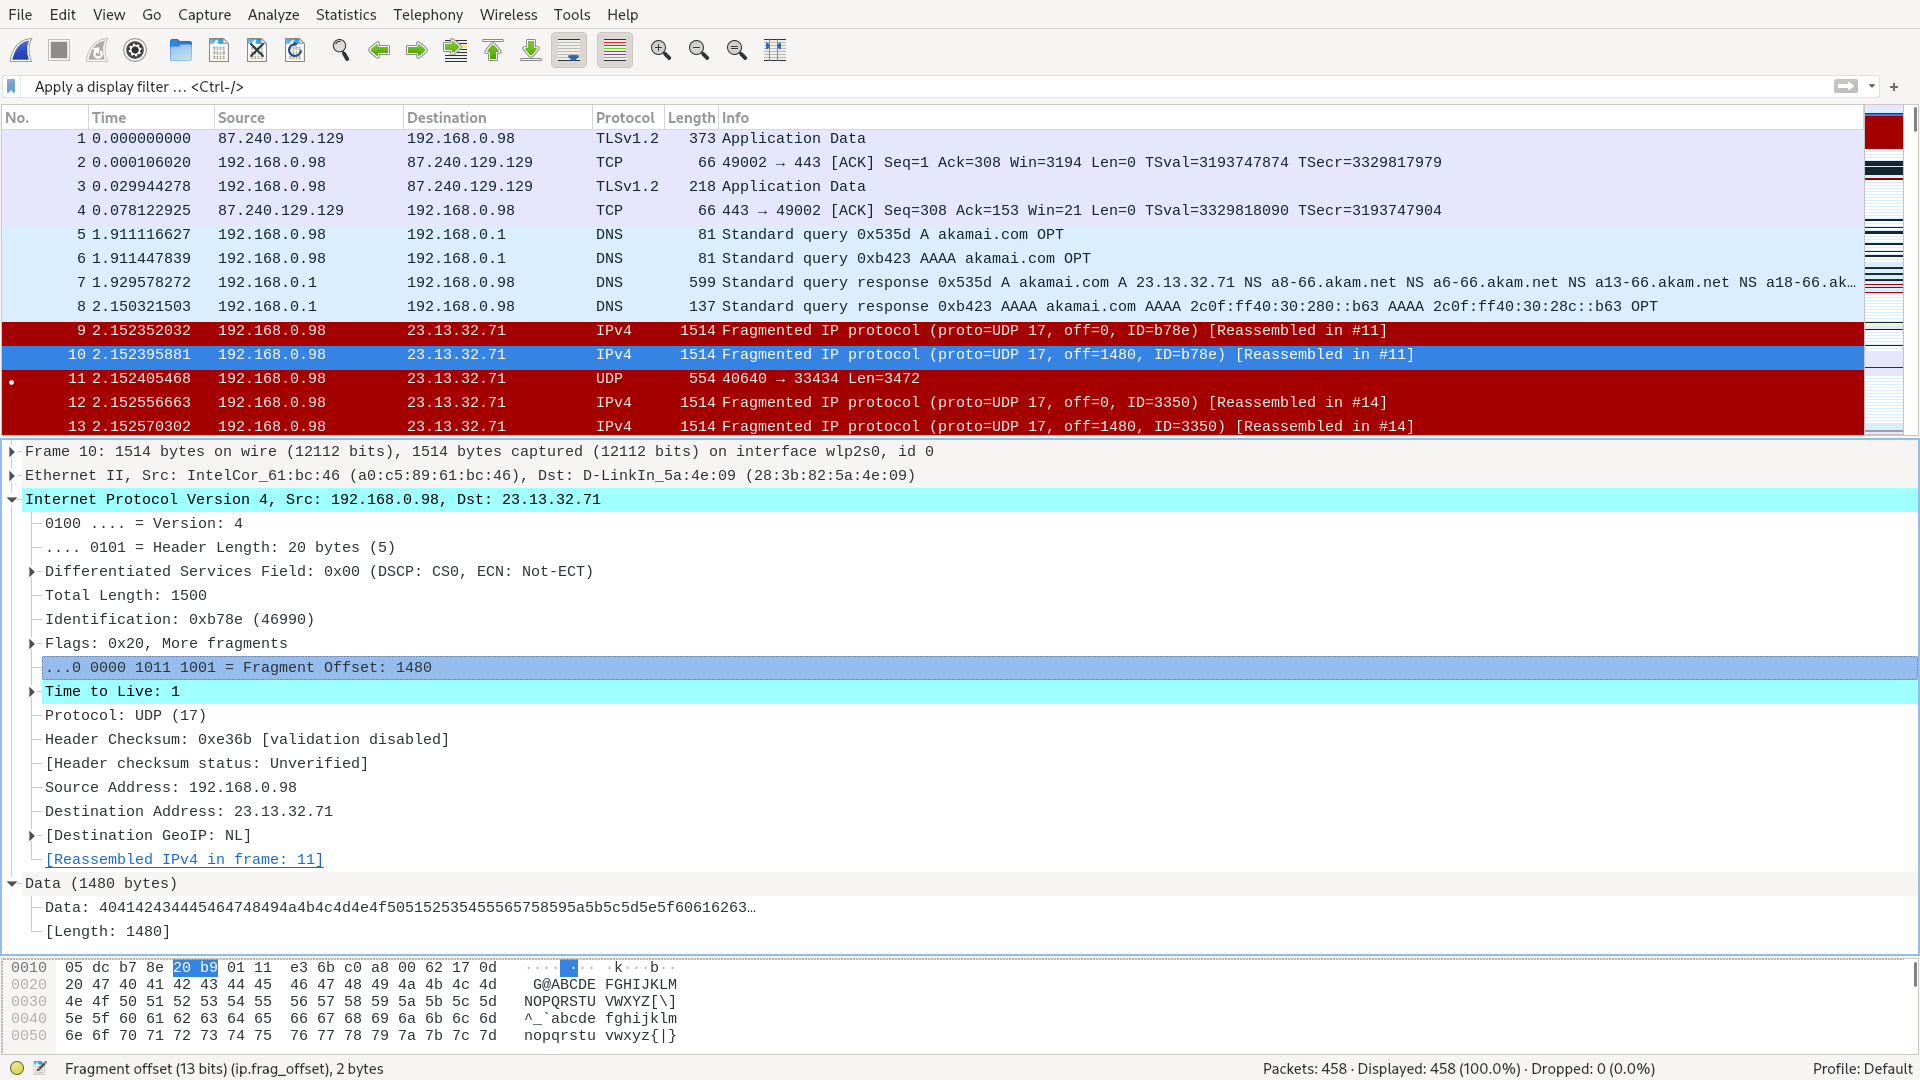 File Edit View Go Capture Analyze Statistics Telephony Wireless Tools Help
Apply a display filter … <Ctrl-/>
No. Time Source Destination Protocol Length Info
1 0.000000000 87.240.129.129 192.168.0.98 TLSv1.2 373 Application Data
2 0.000106020 192.168.0.98 87.240.129.129 TCP 66 49002 → 443 [ACK] Seq=1 Ack=308 Win=3194 Len=0 TSval=3193747874 TSecr=3329817979
3 0.029944278 192.168.0.98 87.240.129.129 TLSv1.2 218 Application Data
4 0.078122925 87.240.129.129 192.168.0.98 TCP 66 443 → 49002 [ACK] Seq=308 Ack=153 Win=21 Len=0 TSval=3329818090 TSecr=3193747904
5 1.911116627 192.168.0.98 192.168.0.1 DNS 81 Standard query 0x535d A akamai.com OPT
6 1.911447839 192.168.0.98 192.168.0.1 DNS 81 Standard query 0xb423 AAAA akamai.com OPT
7 1.929578272 192.168.0.1 192.168.0.98 DNS 599 Standard query response 0x535d A akamai.com A 23.13.32.71 NS a8-66.akam.net NS a6-66.akam.net NS a13-66.akam.net NS a18-66.ak…
8 2.150321503 192.168.0.1 192.168.0.98 DNS 137 Standard query response 0xb423 AAAA akamai.com AAAA 2c0f:ff40:30:280::b63 AAAA 2c0f:ff40:30:28c::b63 OPT
9 2.152352032 192.168.0.98 23.13.32.71 IPv4 1514 Fragmented IP protocol (proto=UDP 17, off=0, ID=b78e) [Reassembled in #11]
10 2.152395881 192.168.0.98 23.13.32.71 IPv4 1514 Fragmented IP protocol (proto=UDP 17, off=1480, ID=b78e) [Reassembled in #11]
11 2.152405468 192.168.0.98 23.13.32.71 UDP 554 40640 → 33434 Len=3472
12 2.152556663 192.168.0.98 23.13.32.71 IPv4 1514 Fragmented IP protocol (proto=UDP 17, off=0, ID=3350) [Reassembled in #14]
13 2.152570302 192.168.0.98 23.13.32.71 IPv4 1514 Fragmented IP protocol (proto=UDP 17, off=1480, ID=3350) [Reassembled in #14]
Frame 10: 1514 bytes on wire (12112 bits), 1514 bytes captured (12112 bits) on interface wlp2s0, id 0
Ethernet II, Src: IntelCor_61:bc:46 (a0:c5:89:61:bc:46), Dst: D-LinkIn_5a:4e:09 (28:3b:82:5a:4e:09)
Internet Protocol Version 4, Src: 192.168.0.98, Dst: 23.13.32.71
0100 .... = Version: 4
.... 0101 = Header Length: 20 bytes (5)
Differentiated Services Field: 0x00 (DSCP: CS0, ECN: Not-ECT)
Total Length: 1500
Identification: 0xb78e (46990)
Flags: 0x20, More fragments
...0 0000 1011 1001 = Fragment Offset: 1480
Time to Live: 1
Protocol: UDP (17)
Header Checksum: 0xe36b [validation disabled]
[Header checksum status: Unverified]
Source Address: 192.168.0.98
Destination Address: 23.13.32.71
[Destination GeoIP: NL]
[Reassembled IPv4 in frame: 11]
Data (1480 bytes)
Data: 404142434445464748494a4b4c4d4e4f505152535455565758595a5b5c5d5e5f60616263…
[Length: 1480]
0010 05 dc b7 8e 20 b9 01 11 e3 6b c0 a8 00 62 17 0d ···· ··· ·k···b··
0020 20 47 40 41 42 43 44 45 46 47 48 49 4a 4b 4c 4d G@ABCDE FGHIJKLM
0030 4e 4f 50 51 52 53 54 55 56 57 58 59 5a 5b 5c 5d NOPQRSTU VWXYZ[\]
0040 5e 5f 60 61 62 63 64 65 66 67 68 69 6a 6b 6c 6d ^_`abcde fghijklm
0050 6e 6f 70 71 72 73 74 75 76 77 78 79 7a 7b 7c 7d nopqrstu vwxyz{|}
Fragment offset (13 bits) (ip.frag_offset), 2 bytes Packets: 458 · Displayed: 458 (100.0%) · Dropped: 0 (0.0%) Profile: Default